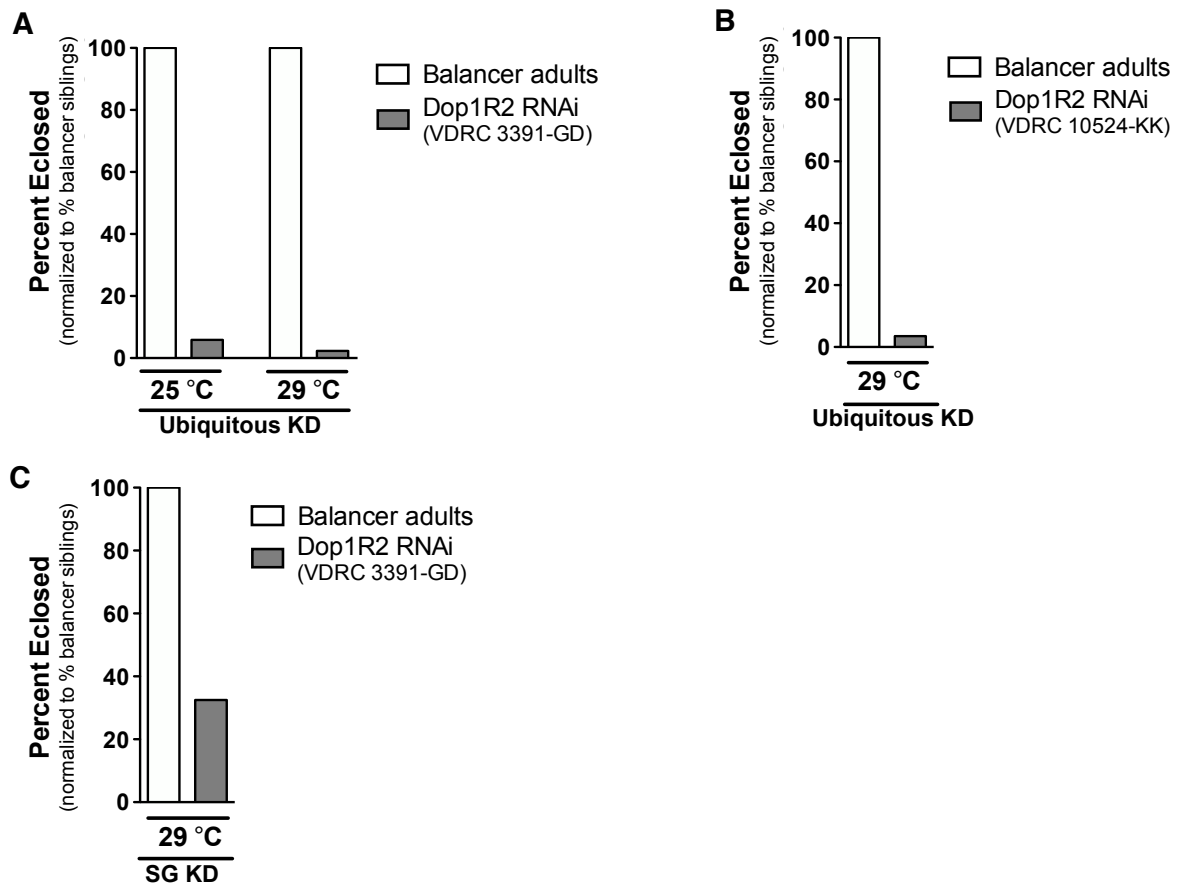 A
Percent Eclosed
(normalized to % balancer siblings)
100
80
60
40
20
0
25 °C
29 °C
Ubiquitous KD
Balancer adults
Dop1R2 RNAi
(VDRC 3391-GD)
B
Percent Eclosed
(normalized to % balancer siblings)
100
80
60
40
20
0
29 °C
Ubiquitous KD
Balancer adults
Dop1R2 RNAi
(VDRC 10524-KK)
C
Percent Eclosed
(normalized to % balancer siblings)
100
80
60
40
20
0
29 °C
SG KD
Balancer adults
Dop1R2 RNAi
(VDRC 3391-GD)